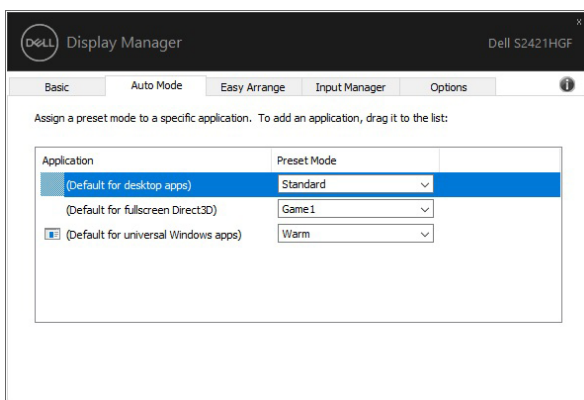 x
DELL Display Manager Dell S2421HGF
Basic Auto Mode Easy Arrange Input Manager Options i
Assign a preset mode to a specific application. To add an application, drag it to the list:
Application Preset Mode
(Default for desktop apps) Standard
(Default for fullscreen Direct3D) Game1
(Default for universal Windows apps) Warm